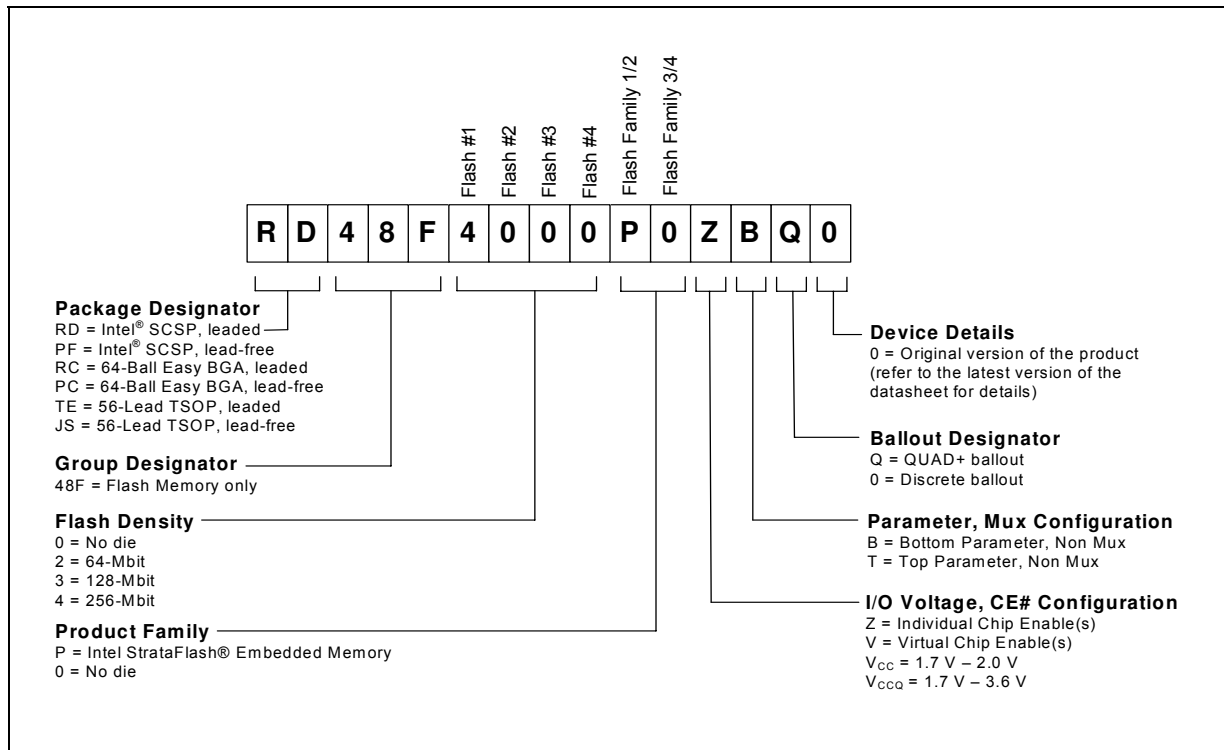 Flash #1
Flash #2
Flash #3
Flash #4
Flash Family 1/2
Flash Family 3/4
R D 4 8 F 4 0 0 0 P 0 Z B Q 0
Package Designator
RD = Intel® SCSP, leaded
PF = Intel® SCSP, lead-free
RC = 64-Ball Easy BGA, leaded
PC = 64-Ball Easy BGA, lead-free
TE = 56-Lead TSOP, leaded
JS = 56-Lead TSOP, lead-free
Group Designator
48F = Flash Memory only
Flash Density
0 = No die
2 = 64-Mbit
3 = 128-Mbit
4 = 256-Mbit
Product Family
P = Intel StrataFlash® Embedded Memory
0 = No die
Device Details
0 = Original version of the product
(refer to the latest version of the
datasheet for details)
Ballout Designator
Q = QUAD+ ballout
0 = Discrete ballout
Parameter, Mux Configuration
B = Bottom Parameter, Non Mux
T = Top Parameter, Non Mux
I/O Voltage, CE# Configuration
Z = Individual Chip Enable(s)
V = Virtual Chip Enable(s)
VCC = 1.7 V – 2.0 V
VCCQ = 1.7 V – 3.6 V